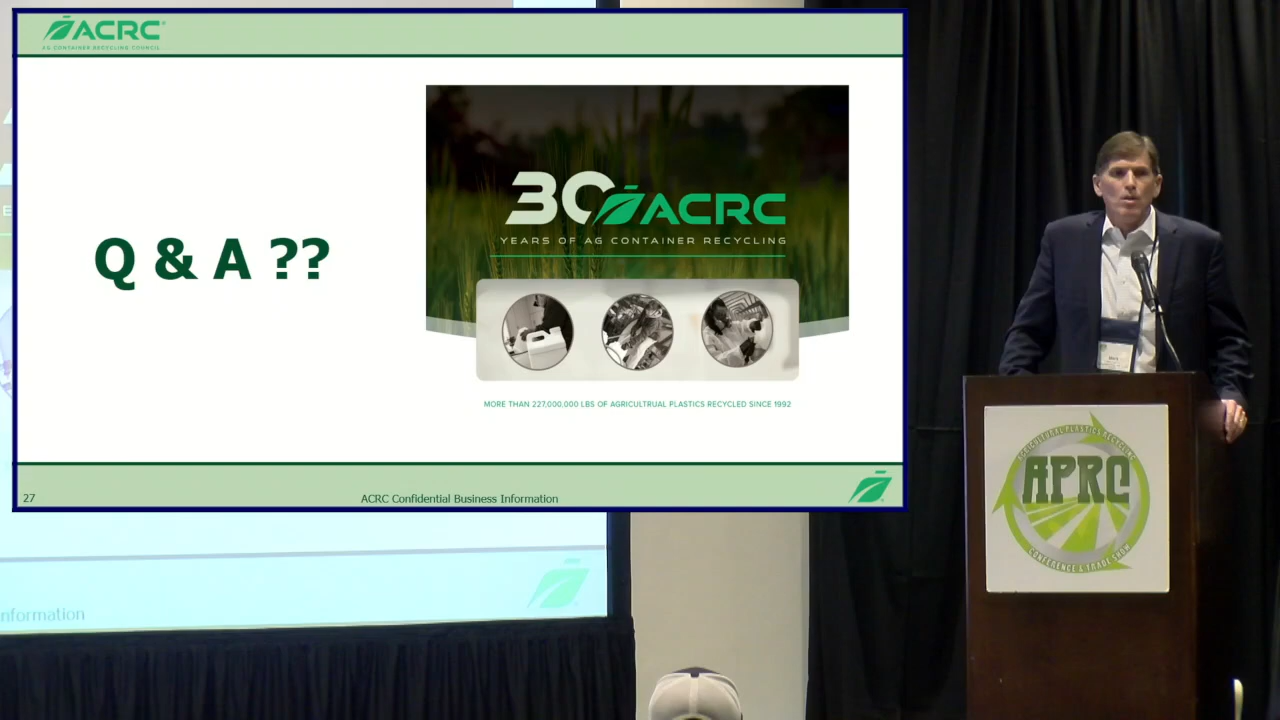 ACRC
AG CONTAINER RECYCLING COUNCIL
30 ACRC
YEARS OF AG CONTAINER RECYCLING
Q & A ??
MORE THAN 227,000,000 LBS OF AGRICULTRUAL PLASTICS RECYCLED SINCE 1992
27
ACRC Confidential Business Information
nformation
AGRICULTURAL PLASTICS RECYCLING
APRC
CONFERENCE & TRADE SHOW